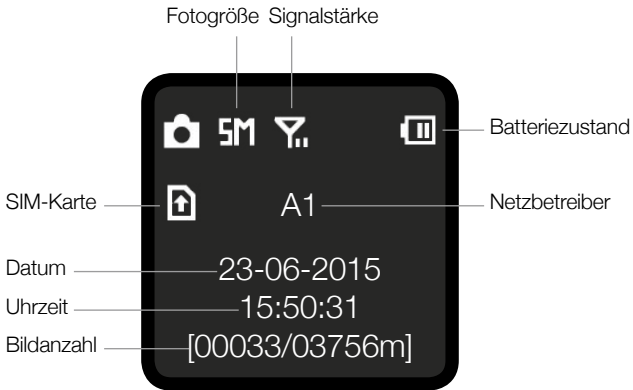 Fotogröße Signalstärke
5M
Batteriezustand
SIM-Karte
A1
Netzbetreiber
Datum
23-06-2015
Uhrzeit
15:50:31
Bildanzahl
[00033/03756m]